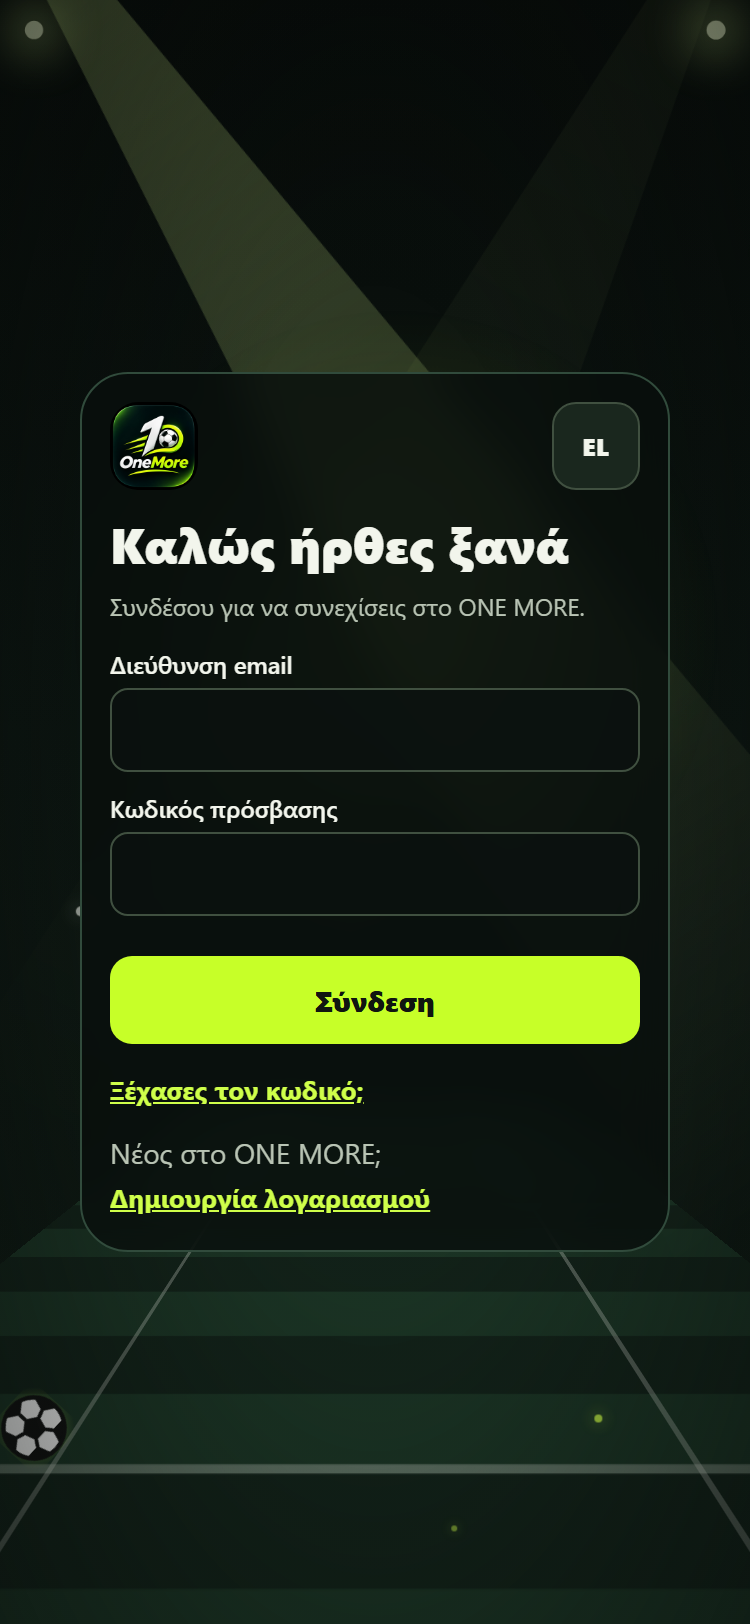 10
OneMore
EL
Καλώς ήρθες ξανά
Συνδέσου για να συνεχίσεις στο ONE MORE.
Διεύθυνση email
Κωδικός πρόσβασης
Σύνδεση
Ξέχασες τον κωδικό;
Νέος στο ONE MORE;
Δημιουργία λογαριασμού